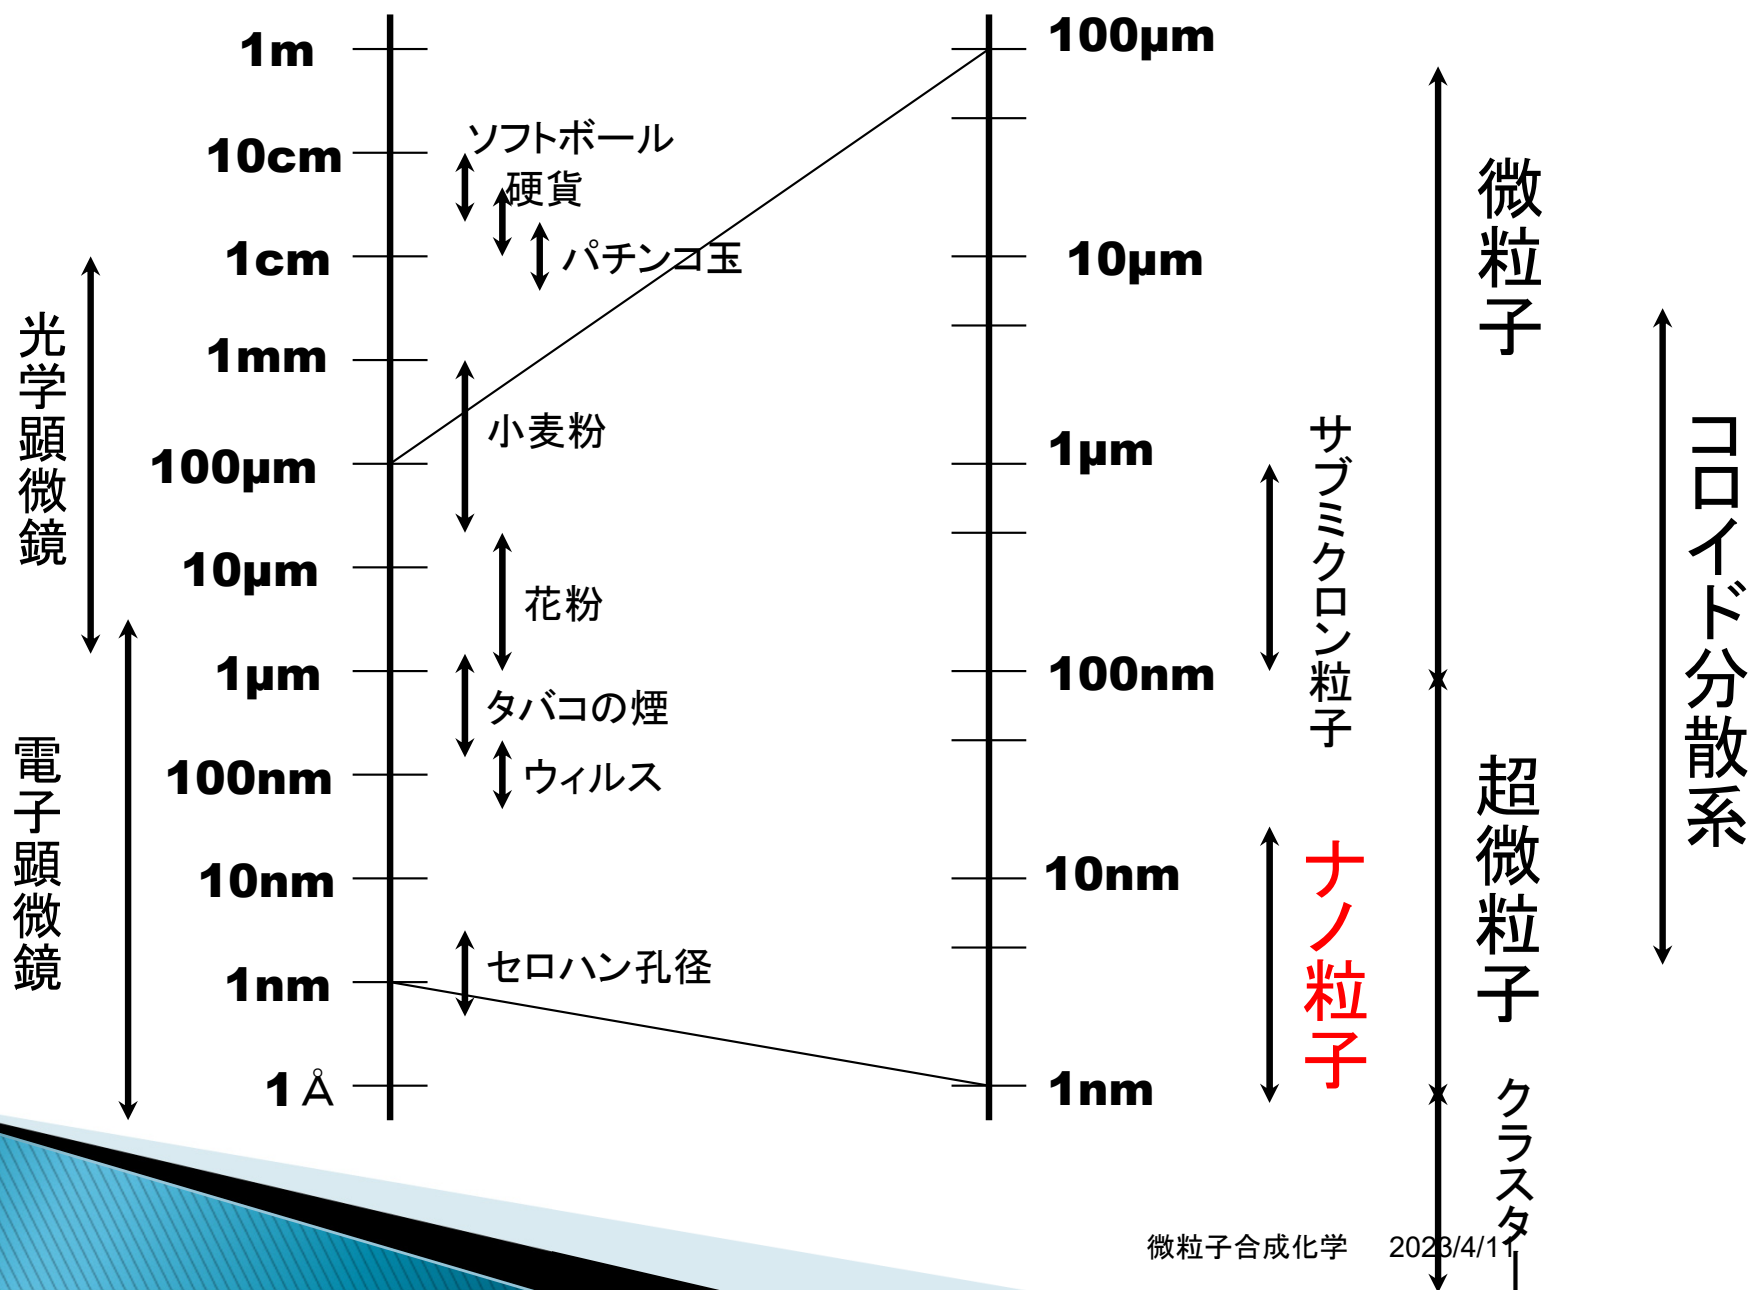 1m
10cm
1cm
1mm
100µm
10µm
1µm
100nm
10nm
1nm
1Å
光学顕微鏡
電子顕微鏡
ソフトボール
硬貨
パチンコ玉
小麦粉
花粉
タバコの煙
ウィルス
セロハン孔径
100µm
10µm
1µm
100nm
10nm
1nm
サブミクロン粒子
ナノ粒子
微粒子
超微粒子
クラスター
コロイド分散系
微粒子合成化学 2023/4/11